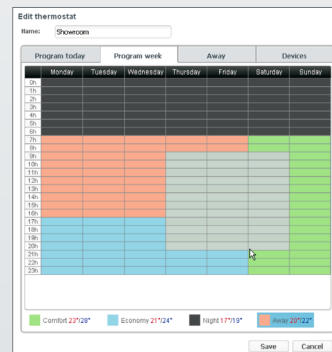 Edit thermostat
Name: Showroom
Program today Program week Away Devices
Monday Tuesday Wednesday Thursday Friday Saturday Sunday
0h
1h
2h
3h
4h
5h
6h
7h
8h
9h
10h
11h
12h
13h
14h
15h
16h
17h
18h
19h
20h
21h
22h
23h
Comfort 23°/28° Economy 21°/24° Night 17°/19° Away 20°/22°
Save Cancel